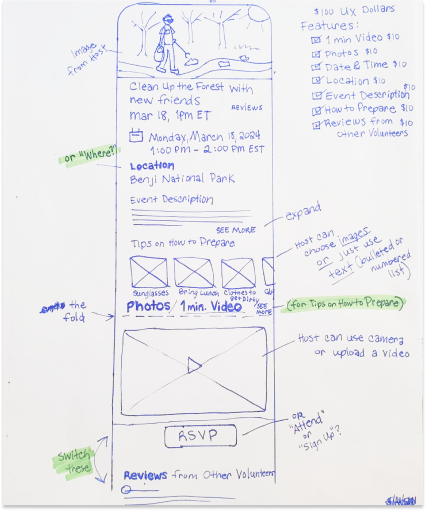 $100 UX Dollars
Features:
1 min Video $10
Photos $10
Date & Time $10
Location $10
Event Description $10
How to Prepare $10
Reviews from $10
Other Volunteers
image
from Host
Clean Up the Forest with
new friends
REVIEWS
mar 18, 1pm ET
Monday, March 18, 2024
1:00 PM - 2:00 PM EST
or "Where?"
Location
Benji National Park
Event Description
SEE MORE
expand
Tips on How to Prepare
Host can
choose images
or just use
text (bulleted or
numbered
list)
Sunglasses
Bring Lunch
Clothes to
get Dirty
Photos / 1 min. Video
SEE
MORE
(for Tips on How to Prepare)
the
fold
Host can use camera
or upload a video
RSVP
OR
"Attend"
or
"Sign Up"?
Switch
these
Reviews from Other Volunteers